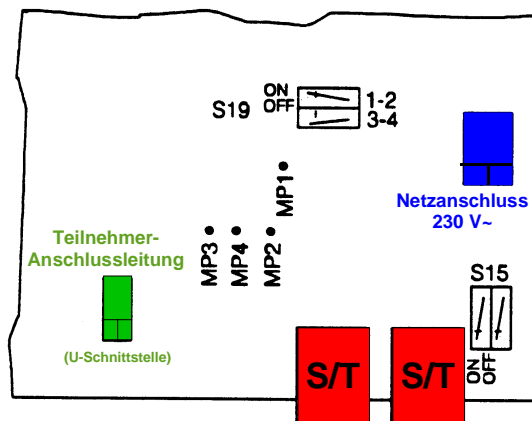 ON
OFF
S19
1-2
3-4
MP1
Netzanschluss
230 V~
Teilnehmer-
Anschlussleitung
MP3
MP4
MP2
S15
(U-Schnittstelle)
S/T
S/T
ON
OFF